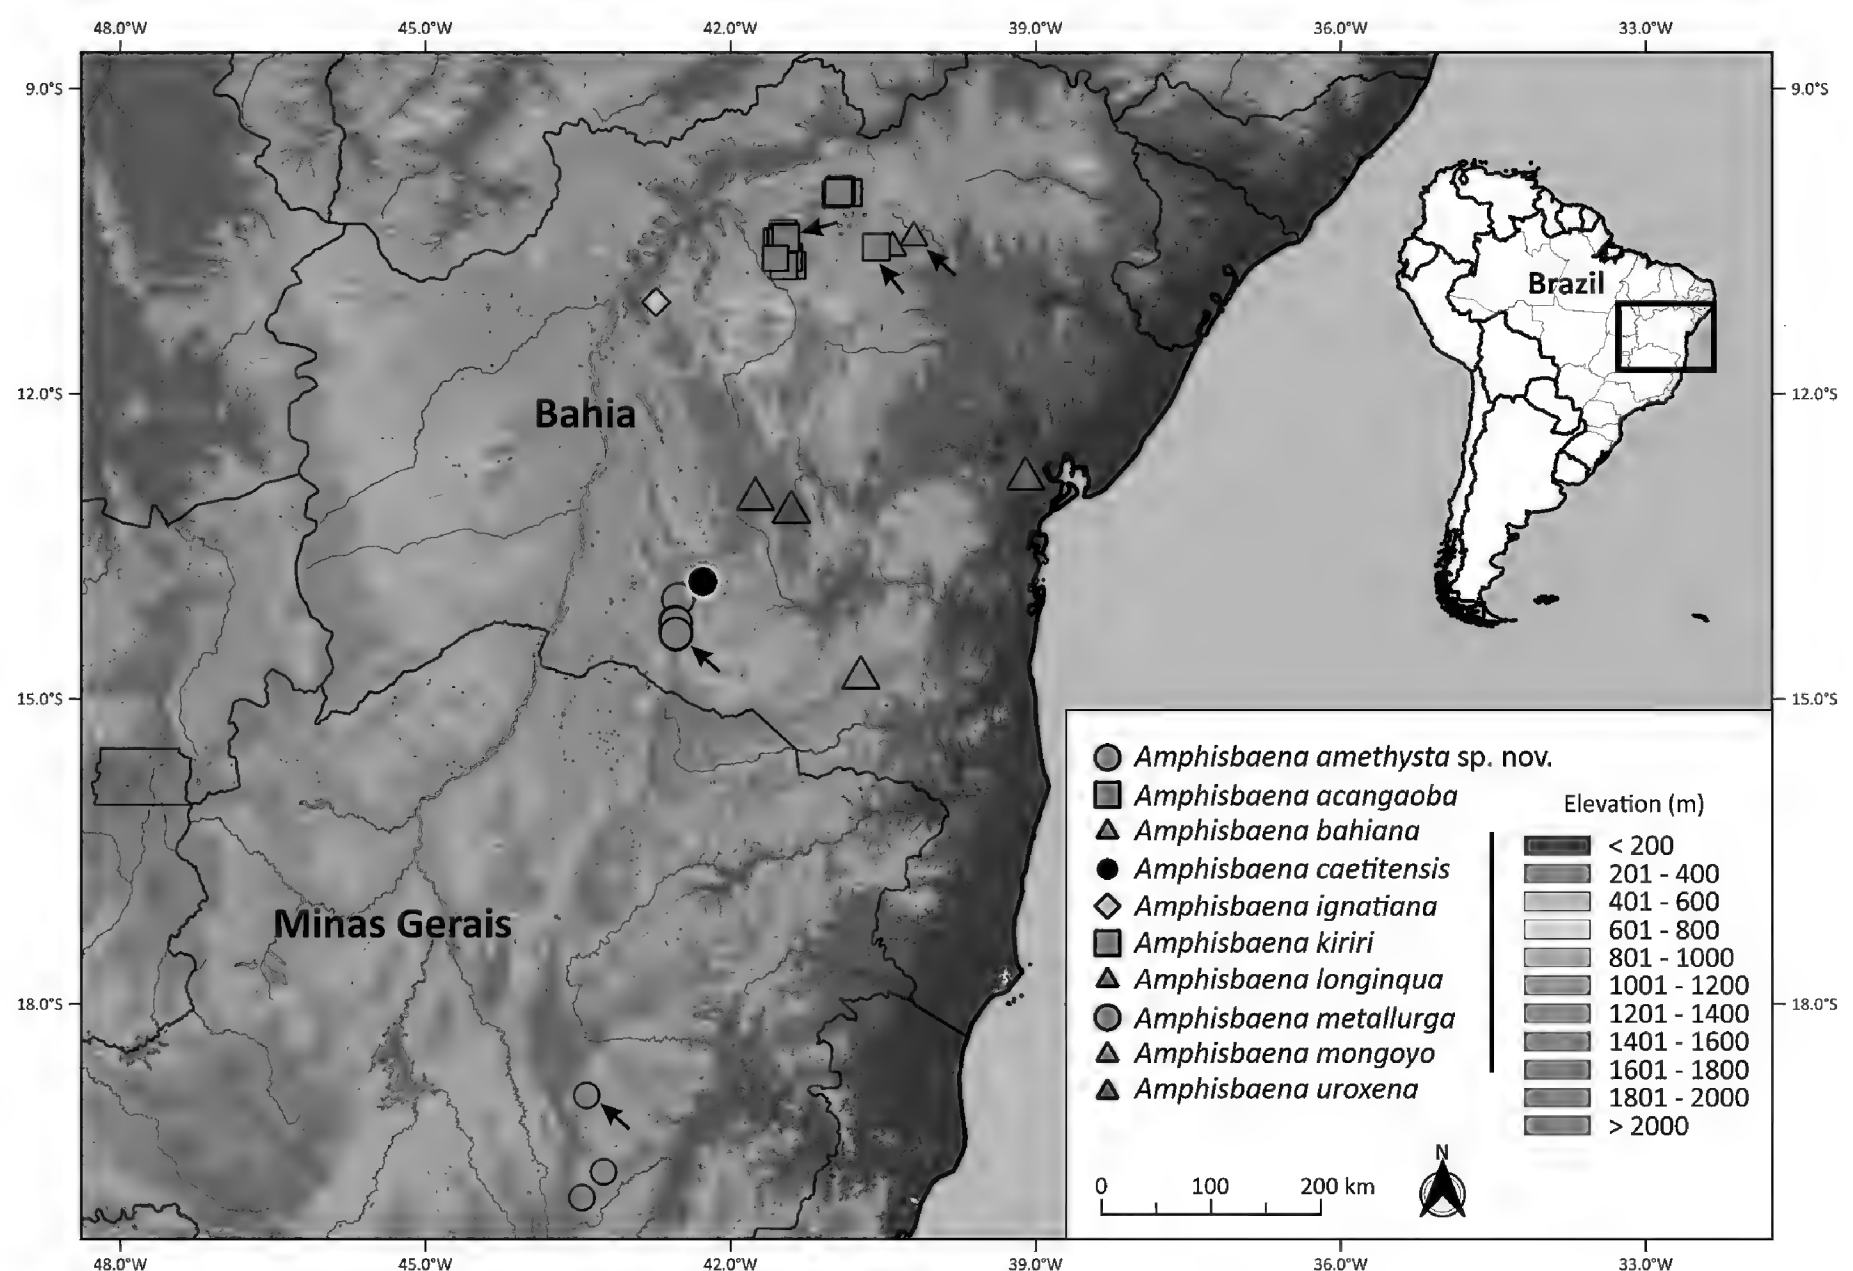 48.0°W 45.0°W 42.0°W 39.0°W 36.0°W 33.0°W
9.0°S 9.0°S
Brazil
12.0°S 12.0°S
Bahia
15.0°S 15.0°S
Amphisbaena amethysta sp. nov.
Amphisbaena acangaoba
Amphisbaena bahiana
Amphisbaena caetitensis
Amphisbaena ignatiana
Amphisbaena kiriri
Amphisbaena longinqua
Amphisbaena metallurga
Amphisbaena mongoyo
Amphisbaena uroxena
Elevation (m)
< 200
201 - 400
401 - 600
601 - 800
801 - 1000
1001 - 1200
1201 - 1400
1401 - 1600
1601 - 1800
1801 - 2000
> 2000
Minas Gerais
18.0°S 18.0°S
N
0 100 200 km
48.0°W 45.0°W 42.0°W 39.0°W 36.0°W 33.0°W